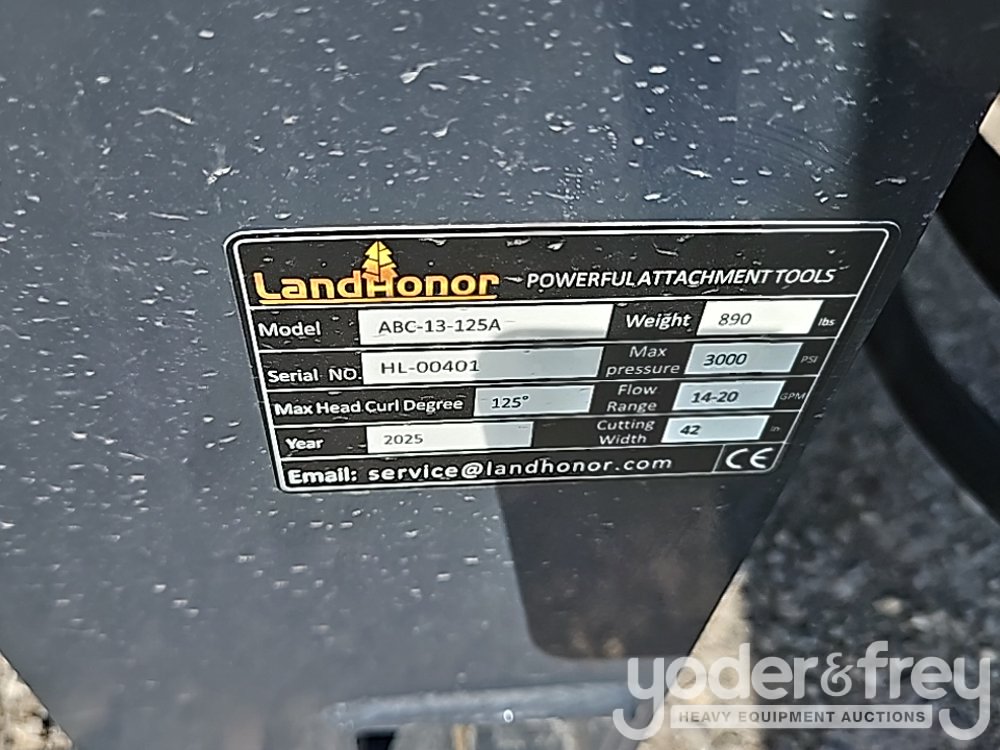 LandHonor POWERFUL ATTACHMENT TOOLS
Model ABC-13-125A Weight 890 lbs
Serial NO. HL-00401 Max pressure 3000 PSI
Max Head Curl Degree 125° Flow Range 14-20 GPM
Year 2025 Cutting Width 42 in
Email: service@landhonor.com CE
yoder&frey
HEAVY EQUIPMENT AUCTIONS